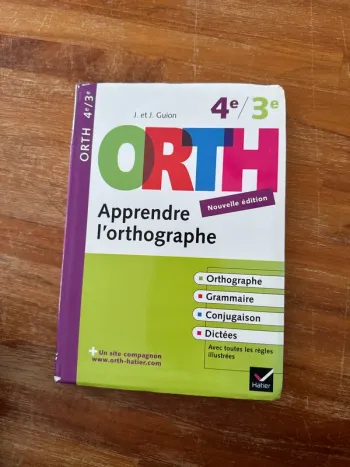 ORTH 4e/3e
J. et J. Guion
4e/3e
ORTH
Nouvelle édition
Apprendre
l'orthographe
Orthographe
Grammaire
Conjugaison
Dictées
Avec toutes les règles
illustrées
+ Un site compagnon
www.orth-hatier.com
Hatier